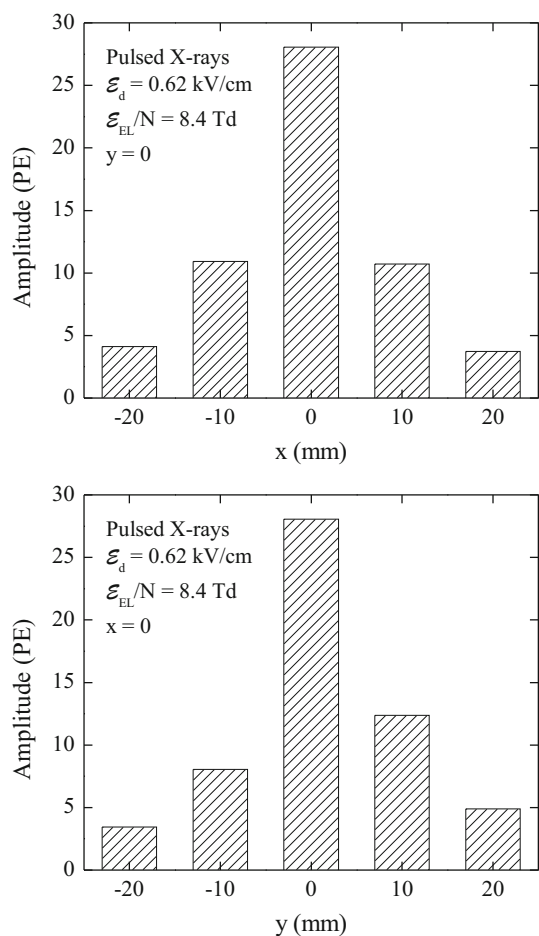 30
25
20
15
10
5
0
Amplitude (PE)
Pulsed X-rays
ℰd = 0.62 kV/cm
ℰEL/N = 8.4 Td
y = 0
-20 -10 0 10 20
x (mm)
30
25
20
15
10
5
0
Amplitude (PE)
Pulsed X-rays
ℰd = 0.62 kV/cm
ℰEL/N = 8.4 Td
x = 0
-20 -10 0 10 20
y (mm)